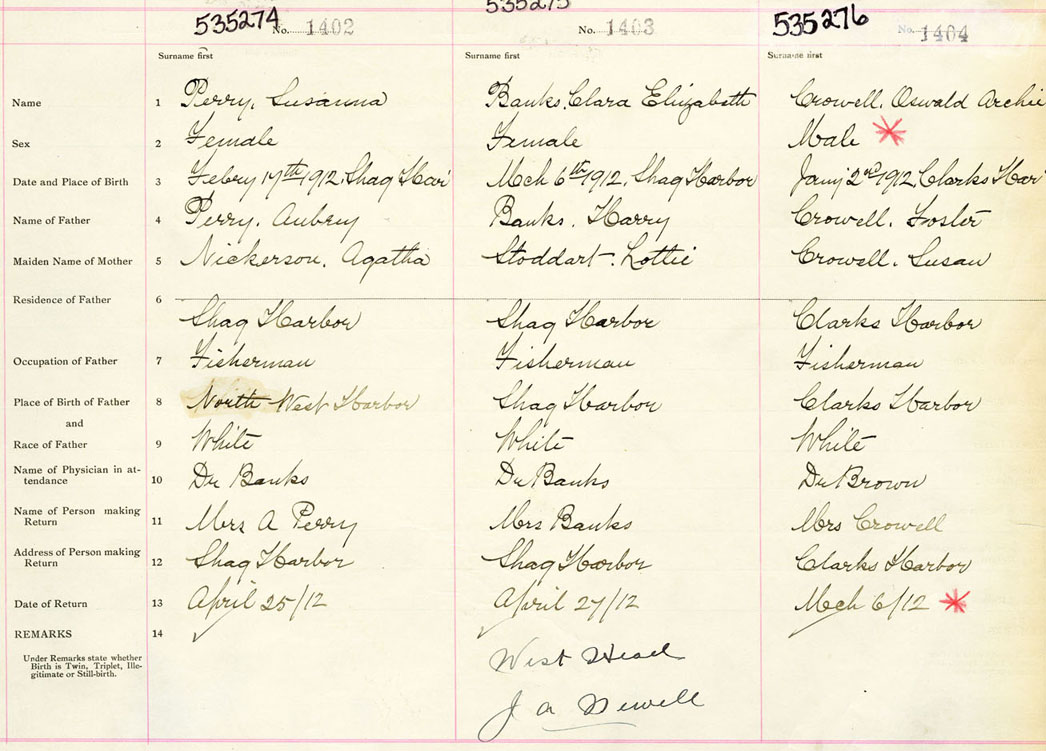 535274 No. 1402 535275 No. 1403 535276 No. 1404
Surname first Surname first Surname first
Name 1 Perry, Susanna Banks, Clara Elizabeth Crowell, Oswald Archie
Sex 2 Female Female Male
Date and Place of Birth 3 Febry 17th 1912, Shag Har Mch 6th 1912, Shag Harbor Jany 2nd 1912, Clarks Har
Name of Father 4 Perry, Aubrey Banks, Harry Crowell, Foster
Maiden Name of Mother 5 Nickerson, Agatha Stoddart, Lottie Crowell, Susan
Residence of Father 6
Shag Harbor Shag Harbor Clarks Harbor
Occupation of Father 7 Fisherman Fisherman Fisherman
Place of Birth of Father 8 North West Harbor Shag Harbor Clarks Harbor
and
Race of Father 9 White White White
Name of Physician in at-
tendance 10 Dr Banks Dr Banks Dr Brown
Name of Person making
Return 11 Mrs A Perry Mrs Banks Mrs Crowell
Address of Person making
Return 12 Shag Harbor Shag Harbor Clarks Harbor
Date of Return 13 April 25/12 April 27/12 Mch 6/12
REMARKS 14
Under Remarks state whether
Birth is Twin, Triplet, Ille-
gitimate or Still-birth.
West Head
J A Newell